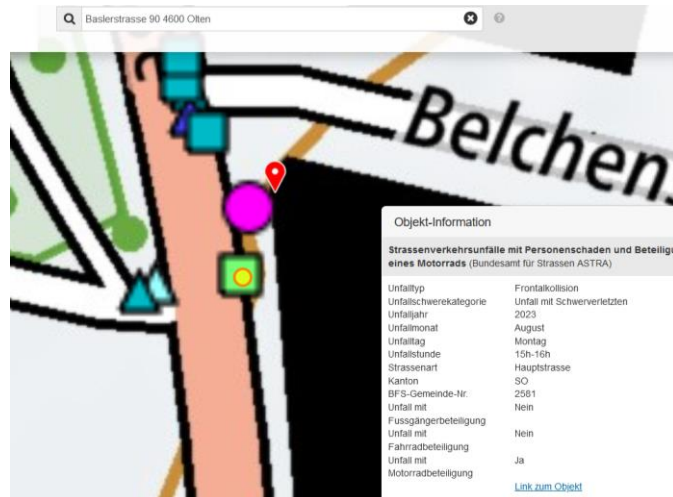 Baslerstrasse 90 4600 Olten
Belchens
Objekt-Information
Strassenverkehrsunfälle mit Personenschaden und Beteiligu
eines Motorrads (Bundesamt für Strassen ASTRA)
Unfalltyp Frontalkollision
Unfallschwerekategorie Unfall mit Schwerverletzten
Unfalljahr 2023
Unfallmonat August
Unfalltag Montag
Unfallstunde 15h-16h
Strassenart Hauptstrasse
Kanton SO
BFS-Gemeinde-Nr. 2581
Unfall mit Nein
Fussgängerbeteiligung
Unfall mit Nein
Fahrradbeteiligung
Unfall mit Ja
Motorradbeteiligung
Link zum Objekt